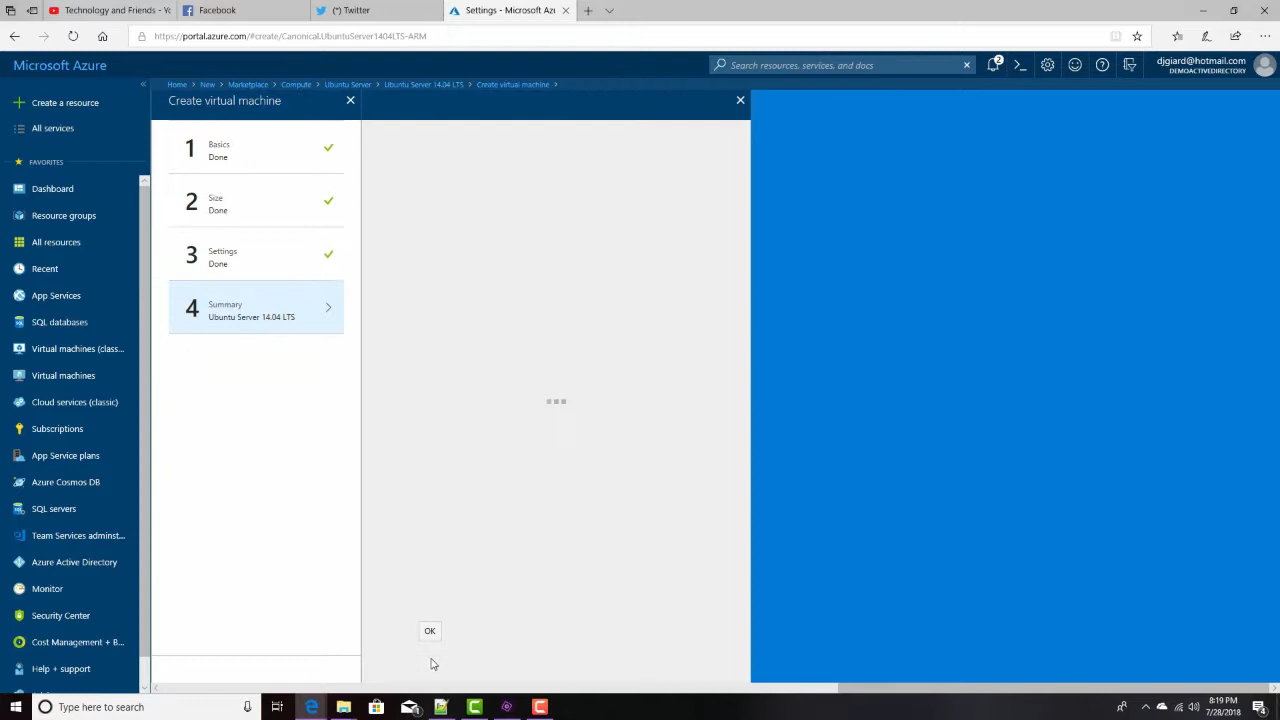 Technology and Friends - Yo
Facebook
(*) Twitter
Settings - Microsoft Az
https://portal.azure.com/#create/Canonical.UbuntuServer1404LTS-ARM
Microsoft Azure
Search resources, services, and docs
2
djgiard@hotmail.com
DEMOACTIVEDIRECTORY
Home > New > Marketplace > Compute > Ubuntu Server > Ubuntu Server 14.04 LTS > Create virtual machine >
Create a resource
All services
FAVORITES
Dashboard
Resource groups
All resources
Recent
App Services
SQL databases
Virtual machines (class...
Virtual machines
Cloud services (classic)
Subscriptions
App Service plans
Azure Cosmos DB
SQL servers
Team Services administ...
Azure Active Directory
Monitor
Security Center
Cost Management + B...
Help + support
Create virtual machine
1
Basics
Done
2
Size
Done
3
Settings
Done
4
Summary
Ubuntu Server 14.04 LTS
OK
Type here to search
8:19 PM
7/28/2018